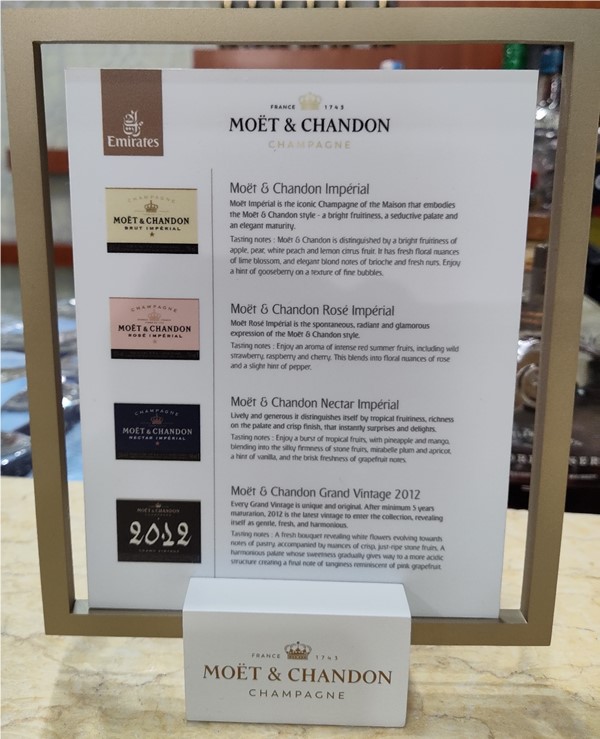 Emirates
FRANCE 1743
MOËT & CHANDON
CHAMPAGNE
CHAMPAGNE
MOËT & CHANDON
BRUT IMPÉRIAL
Moët & Chandon Impérial
Moët Impérial is the iconic Champagne of the Maison that embodies
the Moët & Chandon style - a bright fruitiness, a seductive palate and
an elegant maturity.
Tasting notes : Moët & Chandon is distinguished by a bright fruitiness of
apple, pear, white peach and lemon citrus fruit. It has fresh floral nuances
of lime blossom, and elegant blond notes of brioche and fresh nuts. Enjoy
a hint of gooseberry on a texture of fine bubbles.
CHAMPAGNE
MOËT & CHANDON
ROSÉ IMPÉRIAL
Moët & Chandon Rosé Impérial
Moët Rosé Impérial is the spontaneous, radiant and glamorous
expression of the Moët & Chandon style.
Tasting notes : Enjoy an aroma of intense red summer fruits, including wild
strawberry, raspberry and cherry. This blends into floral nuances of rose
and a slight hint of pepper.
CHAMPAGNE
MOËT & CHANDON
NECTAR IMPÉRIAL
Moët & Chandon Nectar Impérial
Lively and generous it distinguishes itself by tropical fruitiness, richness
on the palate and crisp finish, that instantly surprises and delights.
Tasting notes : Enjoy a burst of tropical fruits, with pineapple and mango,
blending into the silky firmness of stone fruits, mirabelle plum and apricot,
a hint of vanilla, and the brisk freshness of grapefruit notes.
MOËT & CHANDON
2012
GRAND VINTAGE
Moët & Chandon Grand Vintage 2012
Every Grand Vintage is unique and original. After minimum 5 years
maturation, 2012 is the latest vintage to enter the collection, revealing
itself as gentle, fresh, and harmonious.
Tasting notes : A fresh bouquet revealing white flowers evolving towards
notes of pastry, accompanied by nuances of crisp, just-ripe stone fruits. A
harmonious palate whose sweetness gradually gives way to a more acidic
structure creating a final note of tanginess reminiscent of pink grapefruit.
FRANCE 1743
MOËT & CHANDON
CHAMPAGNE